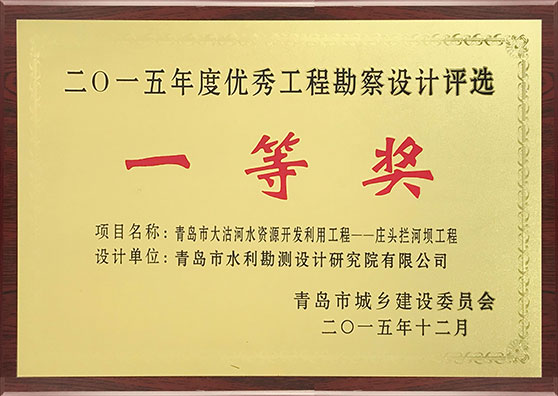 二〇一五年度优秀工程勘察设计评选
一等奖
项目名称：青岛市大沽河水资源开发利用工程——庄头拦河坝工程
设计单位：青岛市水利勘测设计研究院有限公司
青岛市城乡建设委员会
二〇一五年十二月